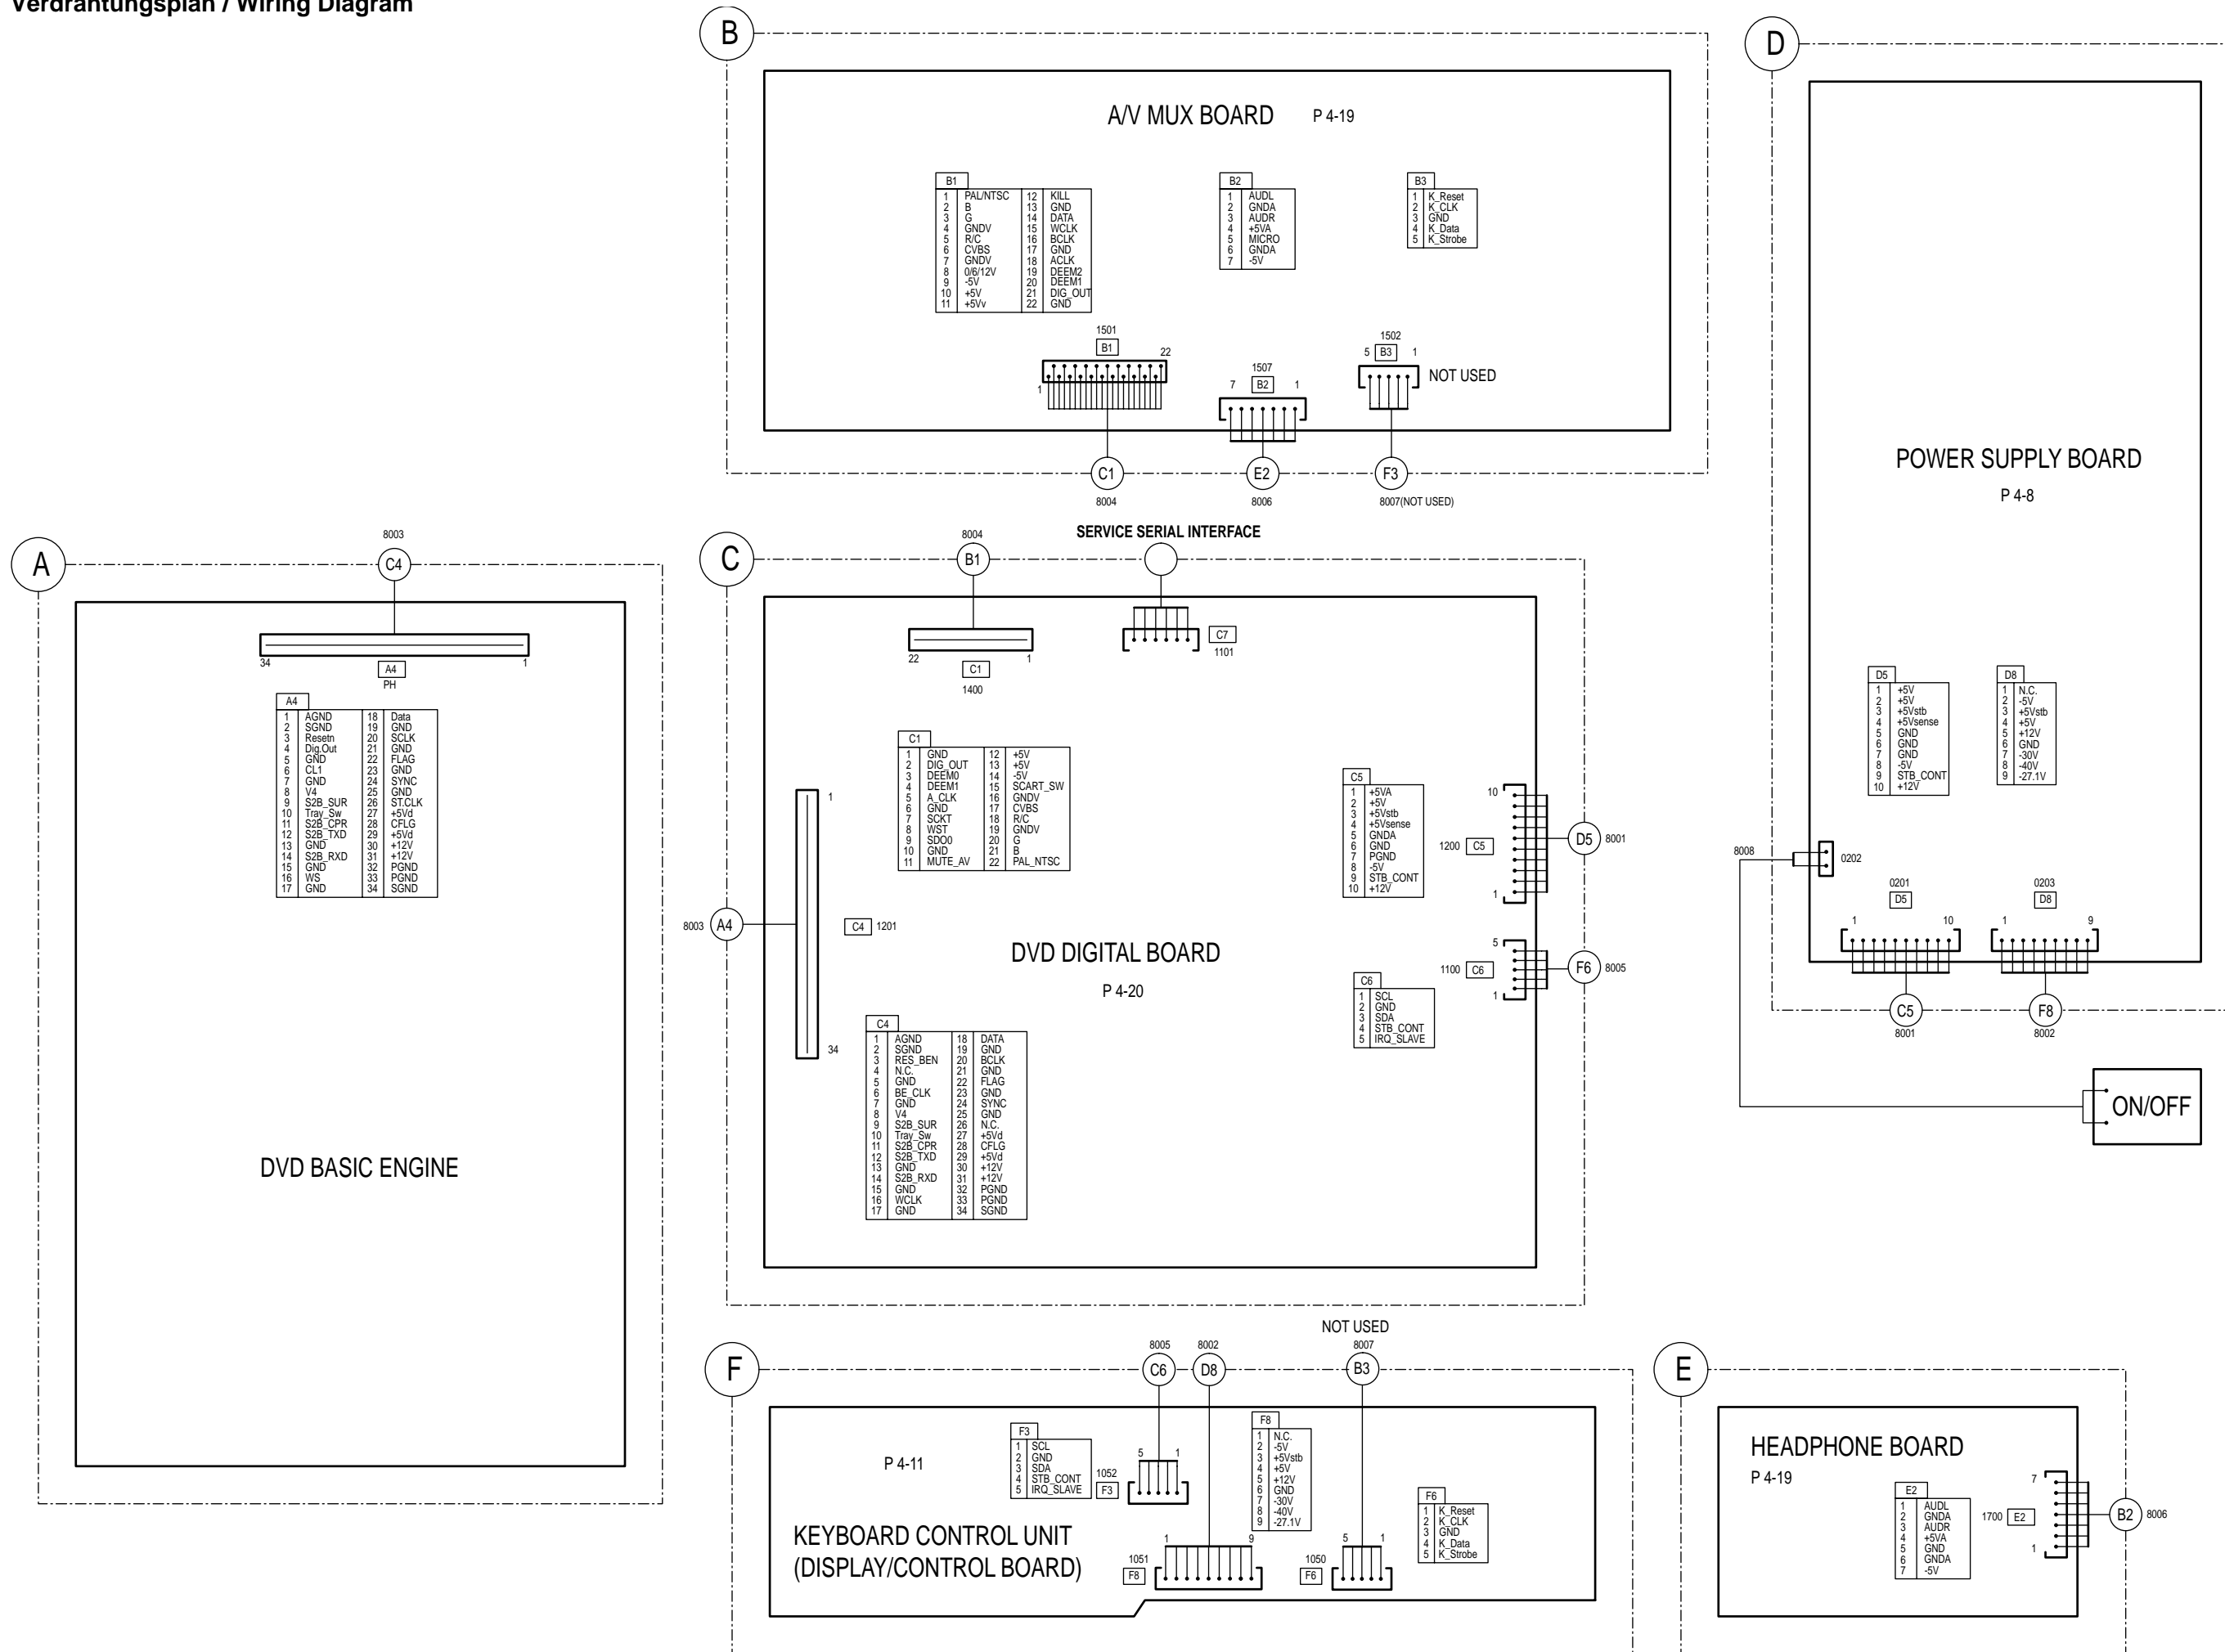 Verdrahtungsplan / Wiring Diagram
B
A/V MUX BOARD P 4-19
B1
1 PAL/NTSC 12 KILL
2 B 13 GND
3 G 14 DATA
4 GNDV 15 WCLK
5 R/C 16 BCLK
6 CVBS 17 GND
7 GNDV 18 ACLK
8 0/6/12V 19 DEEM2
9 -5V 20 DEEM1
10 +5V 21 DIG_OUT
11 +5Vv 22 GND
B2
1 AUDL
2 GNDA
3 AUDR
4 +5VA
5 MICRO
6 GNDA
7 -5V
B3
1 K_Reset
2 K_CLK
3 GND
4 K_Data
5 K_Strobe
1501
B1 22
1
1507
7 B2 1
1502
5 B3 1
NOT USED
C1
8004
E2
8006
F3
8007(NOT USED)
D
POWER SUPPLY BOARD
P 4-8
D5
1 +5V
2 +5V
3 +5Vstb
4 +5Vsense
5 GND
6 GND
7 GND
8 -5V
9 STB_CONT
10 +12V
D8
1 N.C.
2 -5V
3 +5Vstb
4 +5V
5 +12V
6 GND
7 -30V
8 -40V
9 -27.1V
8008
0202
0201
D5
1 10
0203
D8
1 9
C5
8001
F8
8002
ON/OFF
A
8003
C4
34 1
A4
PH
A4
1 AGND 18 Data
2 SGND 19 GND
3 Resetn 20 SCLK
4 Dig.Out 21 GND
5 GND 22 FLAG
6 CL1 23 GND
7 GND 24 SYNC
8 V4 25 GND
9 S2B_SUR 26 ST.CLK
10 Tray_Sw 27 +5Vd
11 S2B_CPR 28 CFLG
12 S2B_TXD 29 +5Vd
13 GND 30 +12V
14 S2B_RXD 31 +12V
15 GND 32 PGND
16 WS 33 PGND
17 GND 34 SGND
DVD BASIC ENGINE
C
8004
B1
SERVICE SERIAL INTERFACE
22 1
C1
1400
C7
1101
C1
1 GND 12 +5V
2 DIG_OUT 13 +5V
3 DEEM0 14 -5V
4 DEEM1 15 SCART_SW
5 A_CLK 16 GNDV
6 GND 17 CVBS
7 SCKT 18 R/C
8 WST 19 GNDV
9 SDO0 20 G
10 GND 21 B
11 MUTE_AV 22 PAL_NTSC
C5
1 +5VA
2 +5V
3 +5Vstb
4 +5Vsense
5 GNDA
6 GND
7 PGND
8 -5V
9 STB_CONT
10 +12V
10
1200 C5
1
D5 8001
1
8003 A4
C4 1201
34
DVD DIGITAL BOARD
P 4-20
5
1100 C6
1
F6 8005
C6
1 SCL
2 GND
3 SDA
4 STB_CONT
5 IRQ_SLAVE
C4
1 AGND 18 DATA
2 SGND 19 GND
3 RES_BEN 20 BCLK
4 N.C. 21 GND
5 GND 22 FLAG
6 BE_CLK 23 GND
7 GND 24 SYNC
8 V4 25 GND
9 S2B_SUR 26 N.C.
10 Tray_Sw 27 +5Vd
11 S2B_CPR 28 CFLG
12 S2B_TXD 29 +5Vd
13 GND 30 +12V
14 S2B_RXD 31 +12V
15 GND 32 PGND
16 WCLK 33 PGND
17 GND 34 SGND
F
8005
C6
8002
D8
NOT USED
8007
B3
P 4-11
F3
1 SCL
2 GND
3 SDA
4 STB_CONT
5 IRQ_SLAVE
5 1
1052
F3
F8
1 N.C.
2 -5V
3 +5Vstb
4 +5V
5 +12V
6 GND
7 -30V
8 -40V
9 -27.1V
F6
1 K_Reset
2 K_CLK
3 GND
4 K_Data
5 K_Strobe
KEYBOARD CONTROL UNIT
(DISPLAY/CONTROL BOARD)
1 9
1051
F8
5 1
1050
F6
E
HEADPHONE BOARD
P 4-19
E2
1 AUDL
2 GNDA
3 AUDR
4 +5VA
5 GND
6 GNDA
7 -5V
7
1700 E2
1
B2 8006